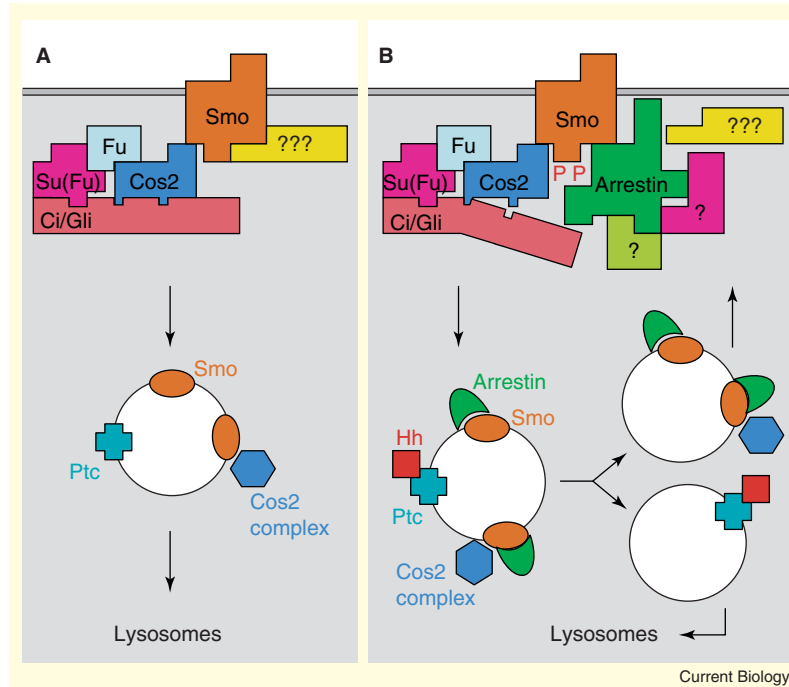 A
Smo
???
Fu
Su(Fu)
Cos2
Ci/Gli
Smo
Ptc
Cos2
complex
Lysosomes
B
Smo
???
Fu
Su(Fu)
Cos2
P P
Arrestin
?
Ci/Gli
?
Arrestin
Smo
Hh
Ptc
Cos2
complex
Lysosomes
Current Biology